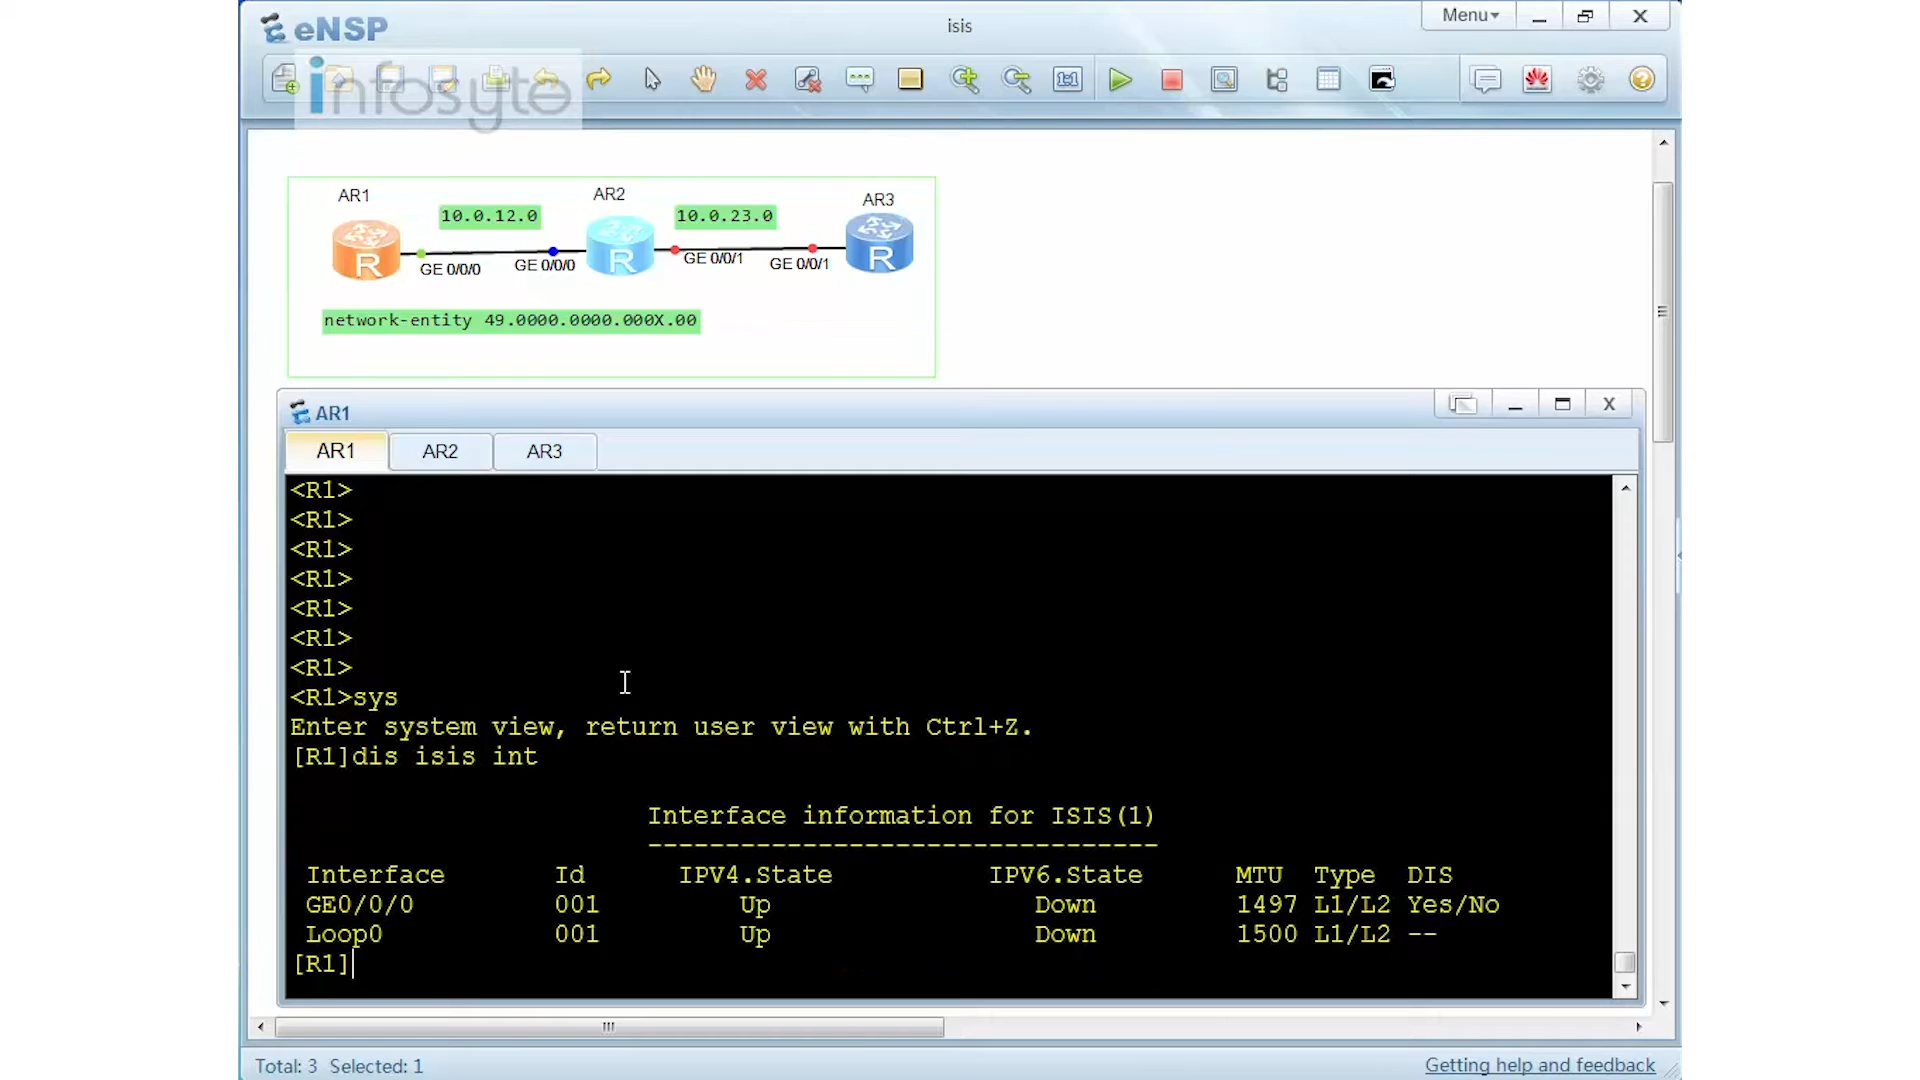 eNSP
isis
Menu
infosyte
1:1
AR1
AR2
AR3
10.0.12.0
10.0.23.0
GE 0/0/0
GE 0/0/0
GE 0/0/1
GE 0/0/1
R
R
R
network-entity 49.0000.0000.000X.00
AR1
AR1
AR2
AR3
<R1>
<R1>
<R1>
<R1>
<R1>
<R1>
<R1>
<R1>sys
Enter system view, return user view with Ctrl+Z.
[R1]dis isis int
Interface information for ISIS(1)
---------------------------------
Interface Id IPV4.State IPV6.State MTU Type DIS
GE0/0/0 001 Up Down 1497 L1/L2 Yes/No
Loop0 001 Up Down 1500 L1/L2 --
[R1]
Total: 3 Selected: 1
Getting help and feedback